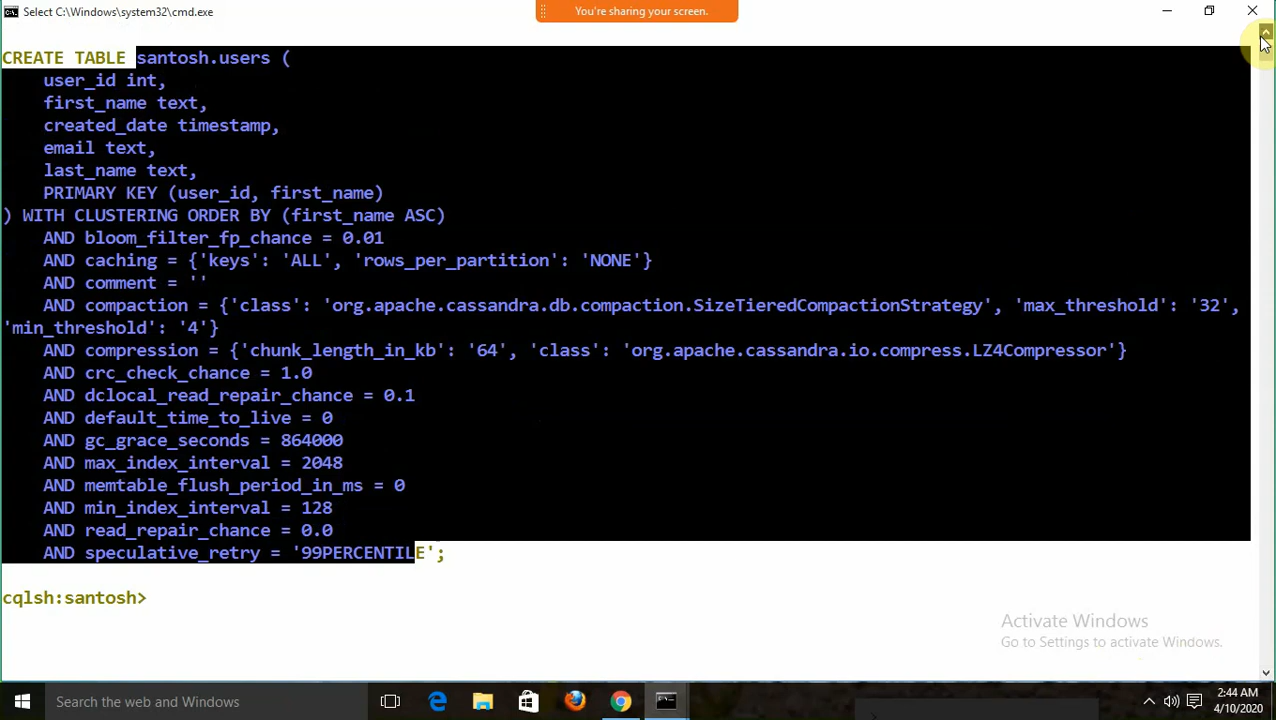 Select C:\Windows\system32\cmd.exe
You're sharing your screen.
CREATE TABLE santosh.users (
user_id int,
first_name text,
created_date timestamp,
email text,
last_name text,
PRIMARY KEY (user_id, first_name)
) WITH CLUSTERING ORDER BY (first_name ASC)
AND bloom_filter_fp_chance = 0.01
AND caching = {'keys': 'ALL', 'rows_per_partition': 'NONE'}
AND comment = ''
AND compaction = {'class': 'org.apache.cassandra.db.compaction.SizeTieredCompactionStrategy', 'max_threshold': '32',
'min_threshold': '4'}
AND compression = {'chunk_length_in_kb': '64', 'class': 'org.apache.cassandra.io.compress.LZ4Compressor'}
AND crc_check_chance = 1.0
AND dclocal_read_repair_chance = 0.1
AND default_time_to_live = 0
AND gc_grace_seconds = 864000
AND max_index_interval = 2048
AND memtable_flush_period_in_ms = 0
AND min_index_interval = 128
AND read_repair_chance = 0.0
AND speculative_retry = '99PERCENTILE';
cqlsh:santosh>
Activate Windows
Go to Settings to activate Windows.
Search the web and Windows
2:44 AM
4/10/2020